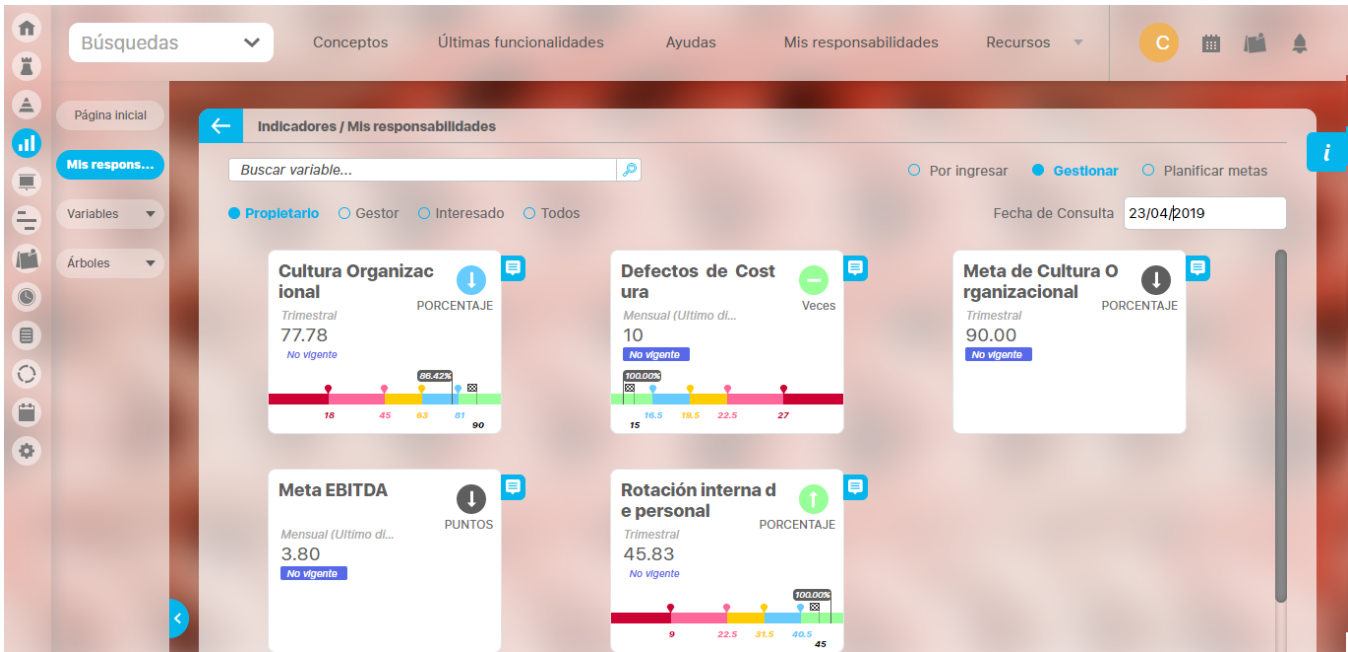 Búsquedas
Conceptos
Últimas funcionalidades
Ayudas
Mis responsabilidades
Recursos
C
Página inicial
Mis respons...
Variables
Árboles
Indicadores / Mis responsabilidades
i
Buscar variable...
Por ingresar
Gestionar
Planificar metas
Propietario
Gestor
Interesado
Todos
Fecha de Consulta
23/04/2019
Cultura Organizac
ional
PORCENTAJE
Trimestral
77.78
No vigente
86.42%
18 45 63 81
90
Defectos de Cost
ura
Veces
Mensual (Ultimo di...
10
No vigente
100.00%
16.5 19.5 22.5 27
15
Meta de Cultura O
rganizacional
PORCENTAJE
Trimestral
90.00
No vigente
Meta EBITDA
PUNTOS
Mensual (Ultimo di...
3.80
No vigente
Rotación interna d
e personal
PORCENTAJE
Trimestral
45.83
No vigente
100.00%
9 22.5 31.5 40.5
45